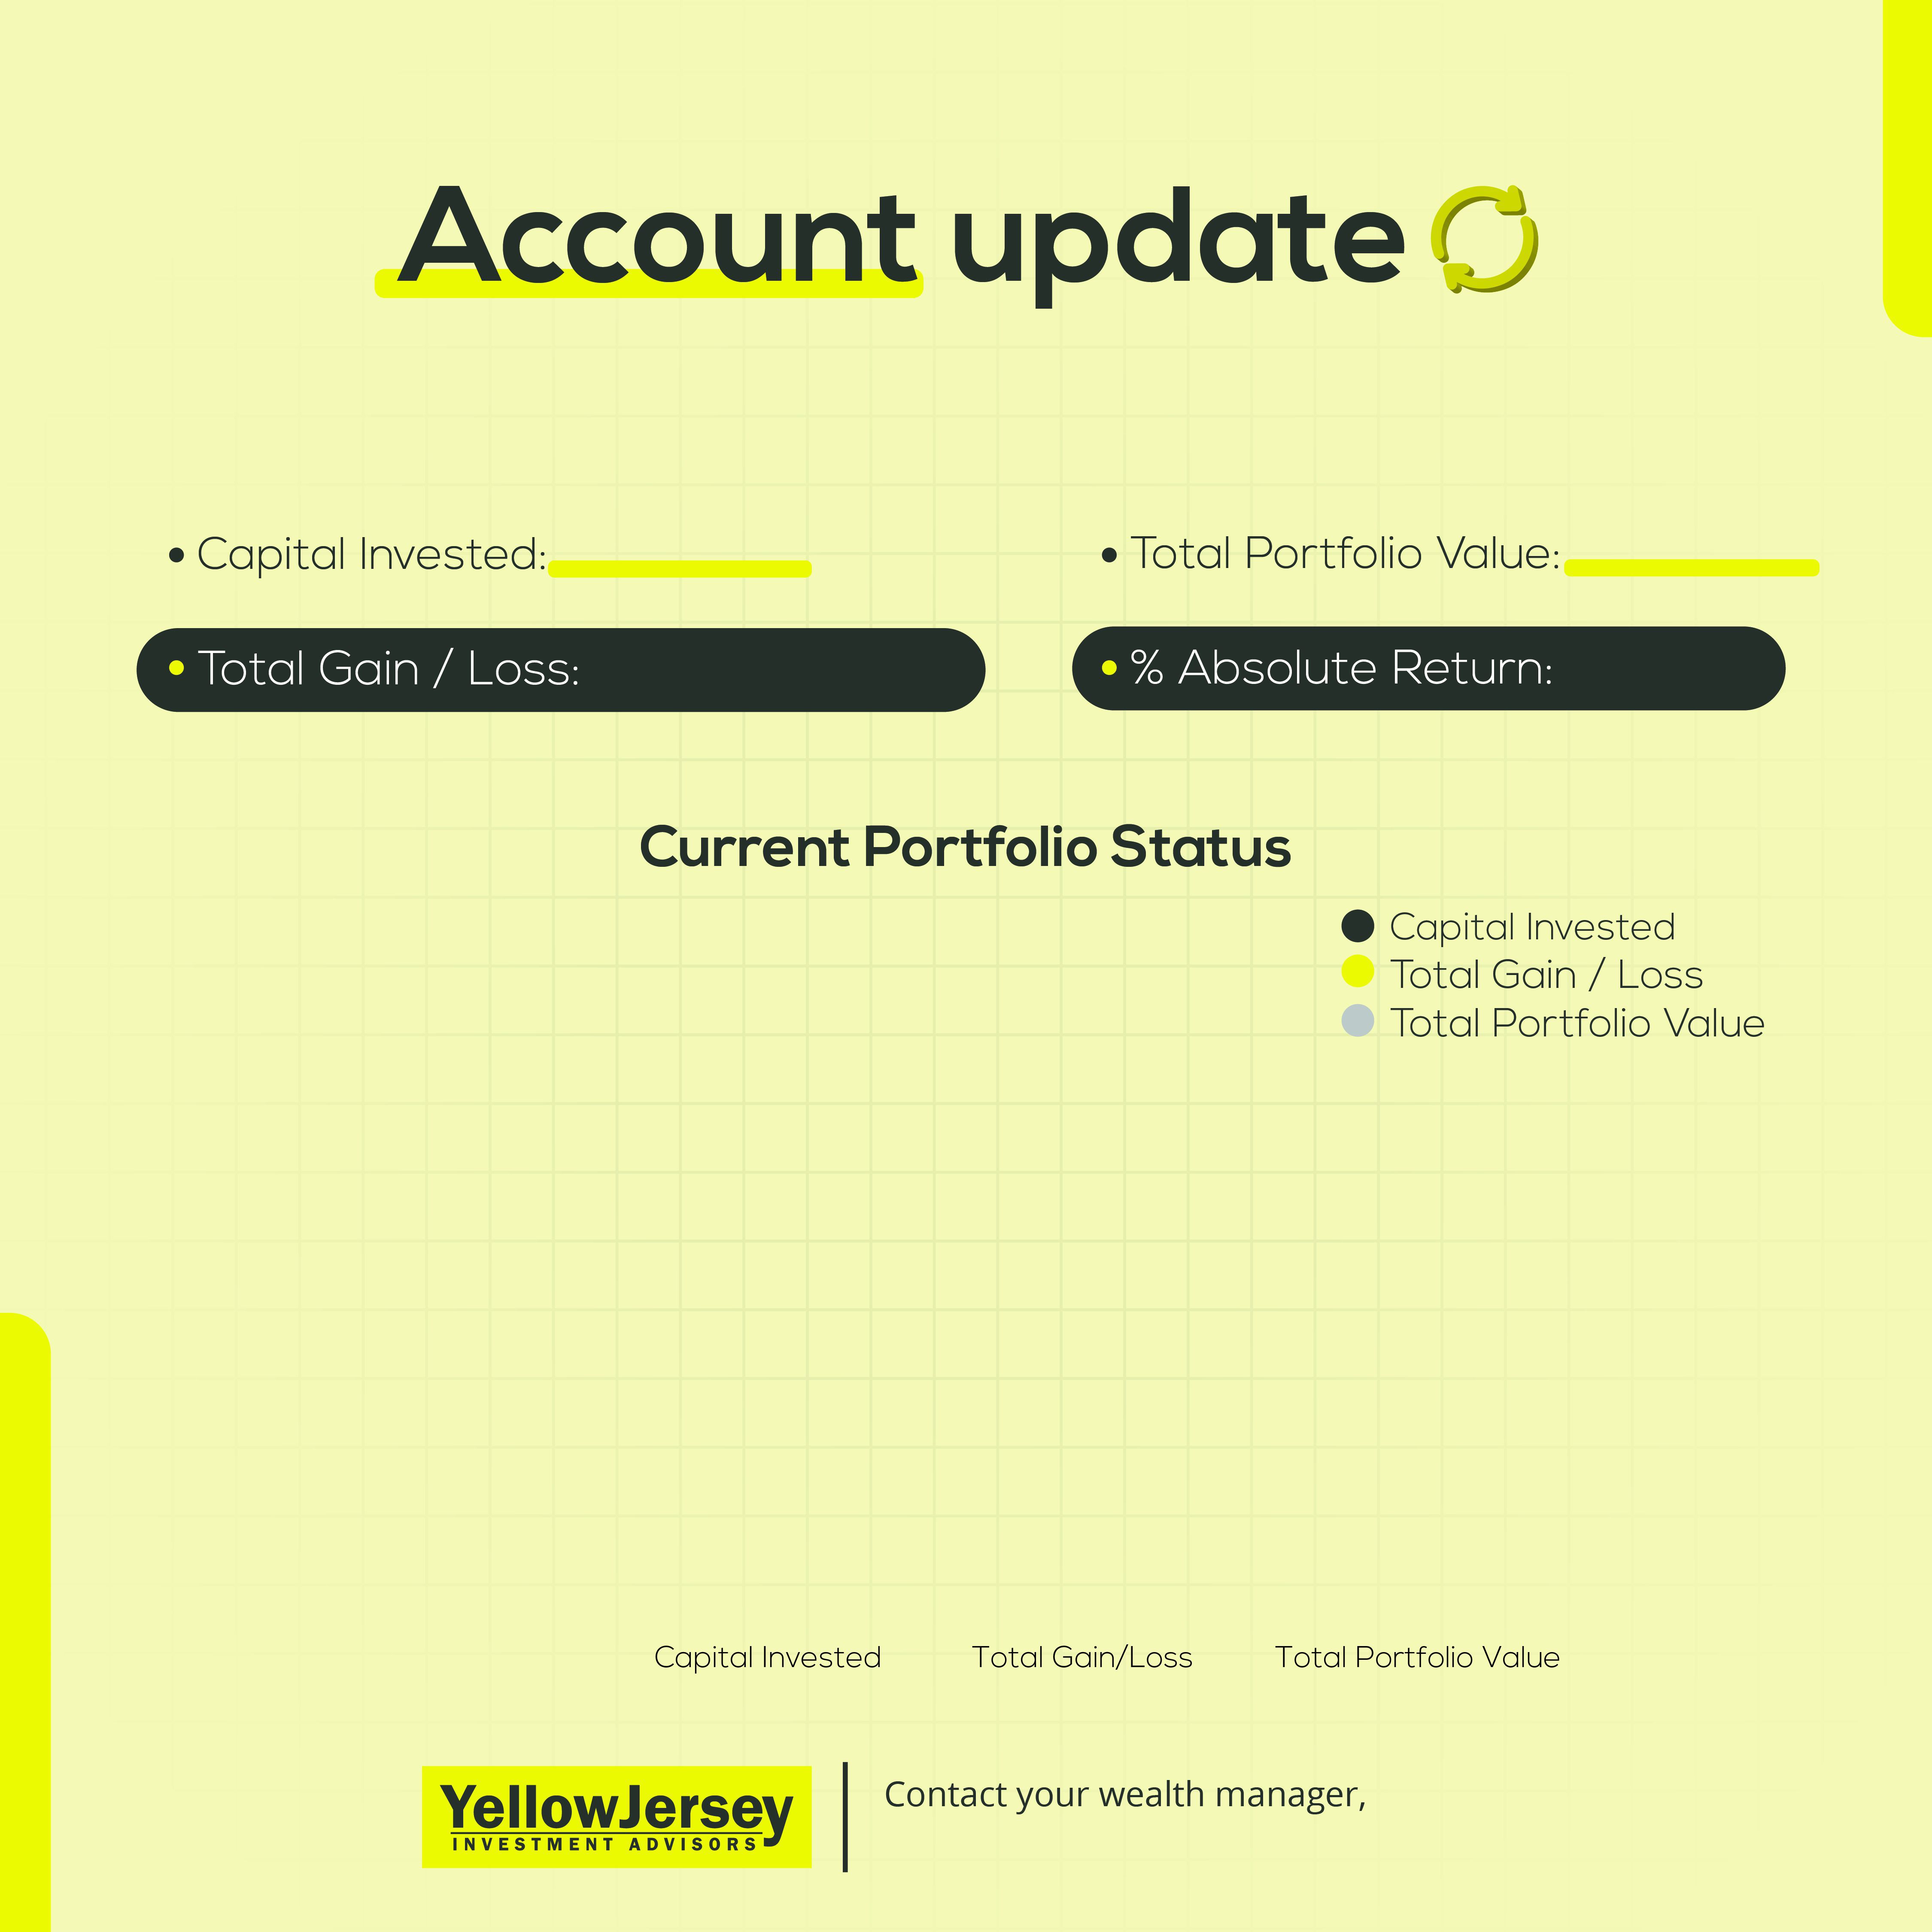 Account update
• Capital Invested:
• Total Portfolio Value:
• Total Gain / Loss:
• % Absolute Return:
Current Portfolio Status
Capital Invested
Total Gain / Loss
Total Portfolio Value
Capital Invested
Total Gain/Loss
Total Portfolio Value
YellowJersey
INVESTMENT ADVISORS
Contact your wealth manager,